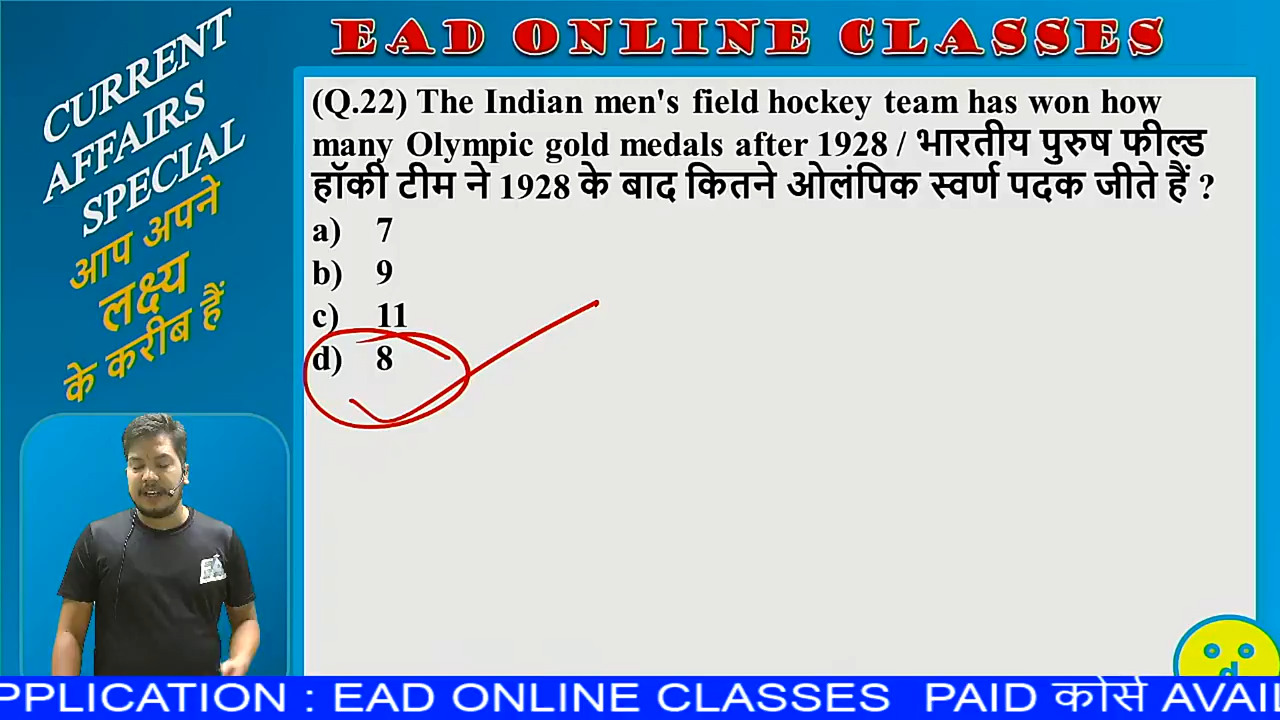 EAD ONLINE CLASSES
CURRENT
AFFAIRS
SPECIAL
आप अपने
लक्ष्य
के करीब हैं
(Q.22) The Indian men's field hockey team has won how
many Olympic gold medals after 1928 / भारतीय पुरुष फील्ड
हॉकी टीम ने 1928 के बाद कितने ओलंपिक स्वर्ण पदक जीते हैं ?
a) 7
b) 9
c) 11
d) 8
d
PPLICATION : EAD ONLINE CLASSES PAID कोर्स AVAIL